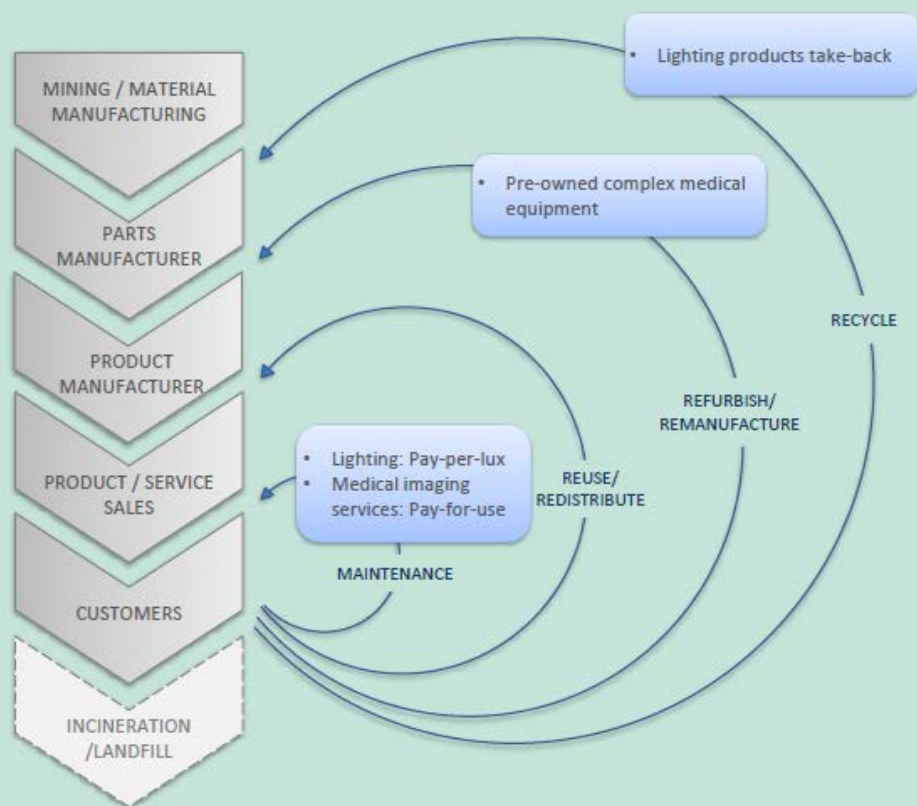 MINING / MATERIAL
MANUFACTURING
PARTS
MANUFACTURER
PRODUCT
MANUFACTURER
PRODUCT / SERVICE
SALES
CUSTOMERS
INCINERATION
/LANDFILL
• Lighting products take-back
• Pre-owned complex medical
equipment
• Lighting: Pay-per-lux
• Medical imaging
services: Pay-for-use
MAINTENANCE
REUSE/
REDISTRIBUTE
REFURBISH/
REMANUFACTURE
RECYCLE